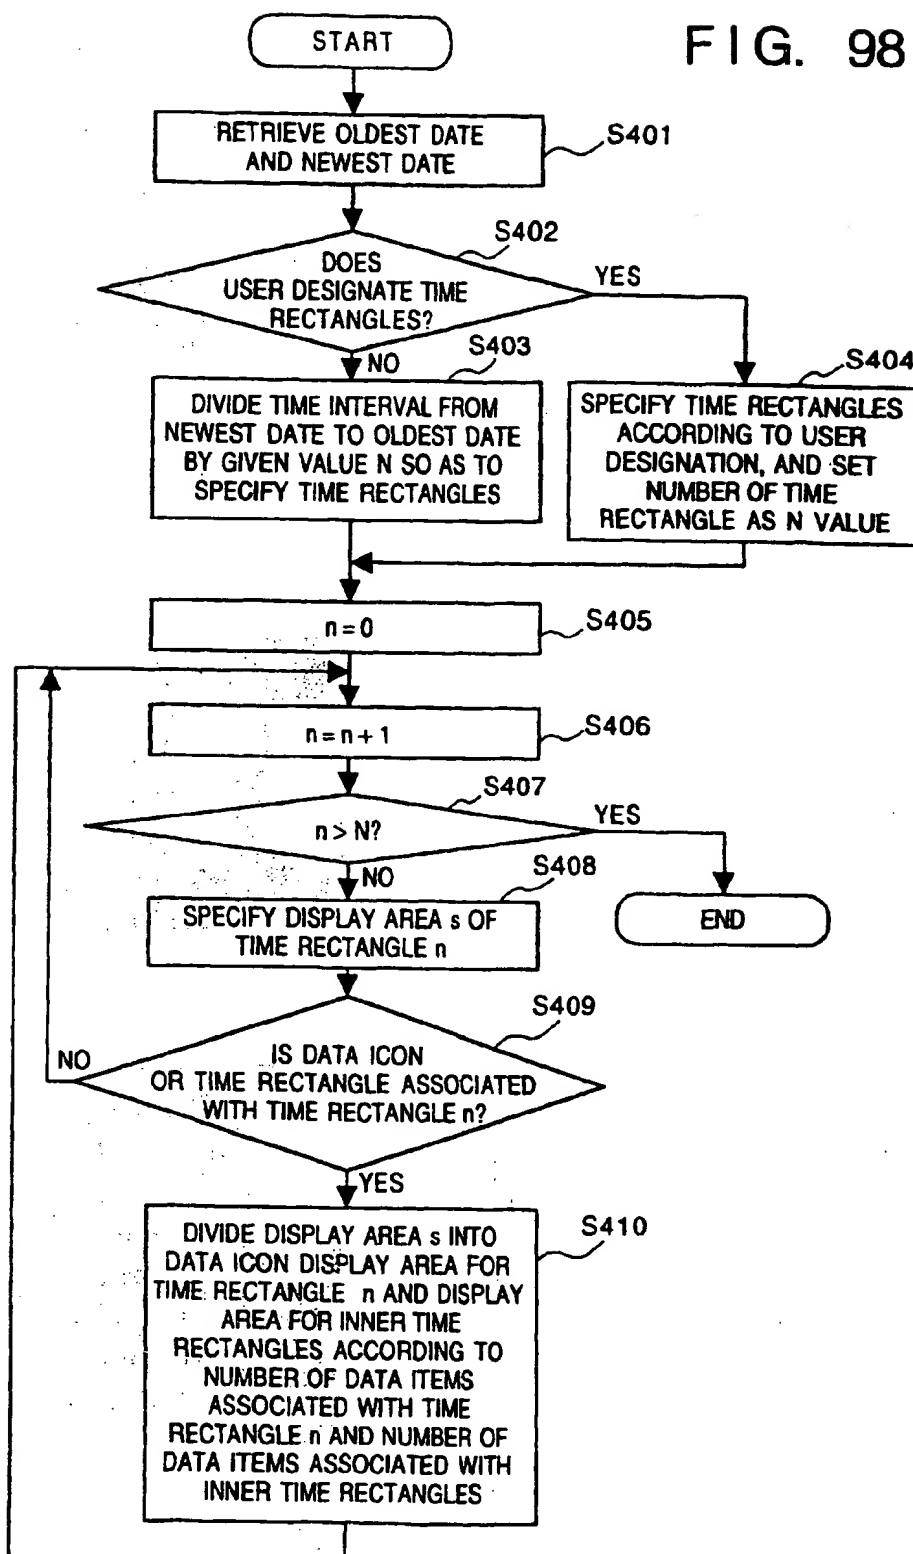 START
FIG. 98
RETRIEVE OLDEST DATE
AND NEWEST DATE
S401
S402
DOES
USER DESIGNATE TIME
RECTANGLES?
YES
NO
S403
S404
DIVIDE TIME INTERVAL FROM
NEWEST DATE TO OLDEST DATE
BY GIVEN VALUE N SO AS TO
SPECIFY TIME RECTANGLES
SPECIFY TIME RECTANGLES
ACCORDING TO USER
DESIGNATION, AND SET
NUMBER OF TIME
RECTANGLE AS N VALUE
n=0
S405
n=n+1
S406
S407
n>N?
YES
NO
S408
SPECIFY DISPLAY AREA s OF
TIME RECTANGLE n
END
S409
IS DATA ICON
OR TIME RECTANGLE ASSOCIATED
WITH TIME RECTANGLE n?
NO
YES
S410
DIVIDE DISPLAY AREA s INTO
DATA ICON DISPLAY AREA FOR
TIME RECTANGLE n AND DISPLAY
AREA FOR INNER TIME
RECTANGLES ACCORDING TO
NUMBER OF DATA ITEMS
ASSOCIATED WITH TIME
RECTANGLE n AND NUMBER OF
DATA ITEMS ASSOCIATED WITH
INNER TIME RECTANGLES